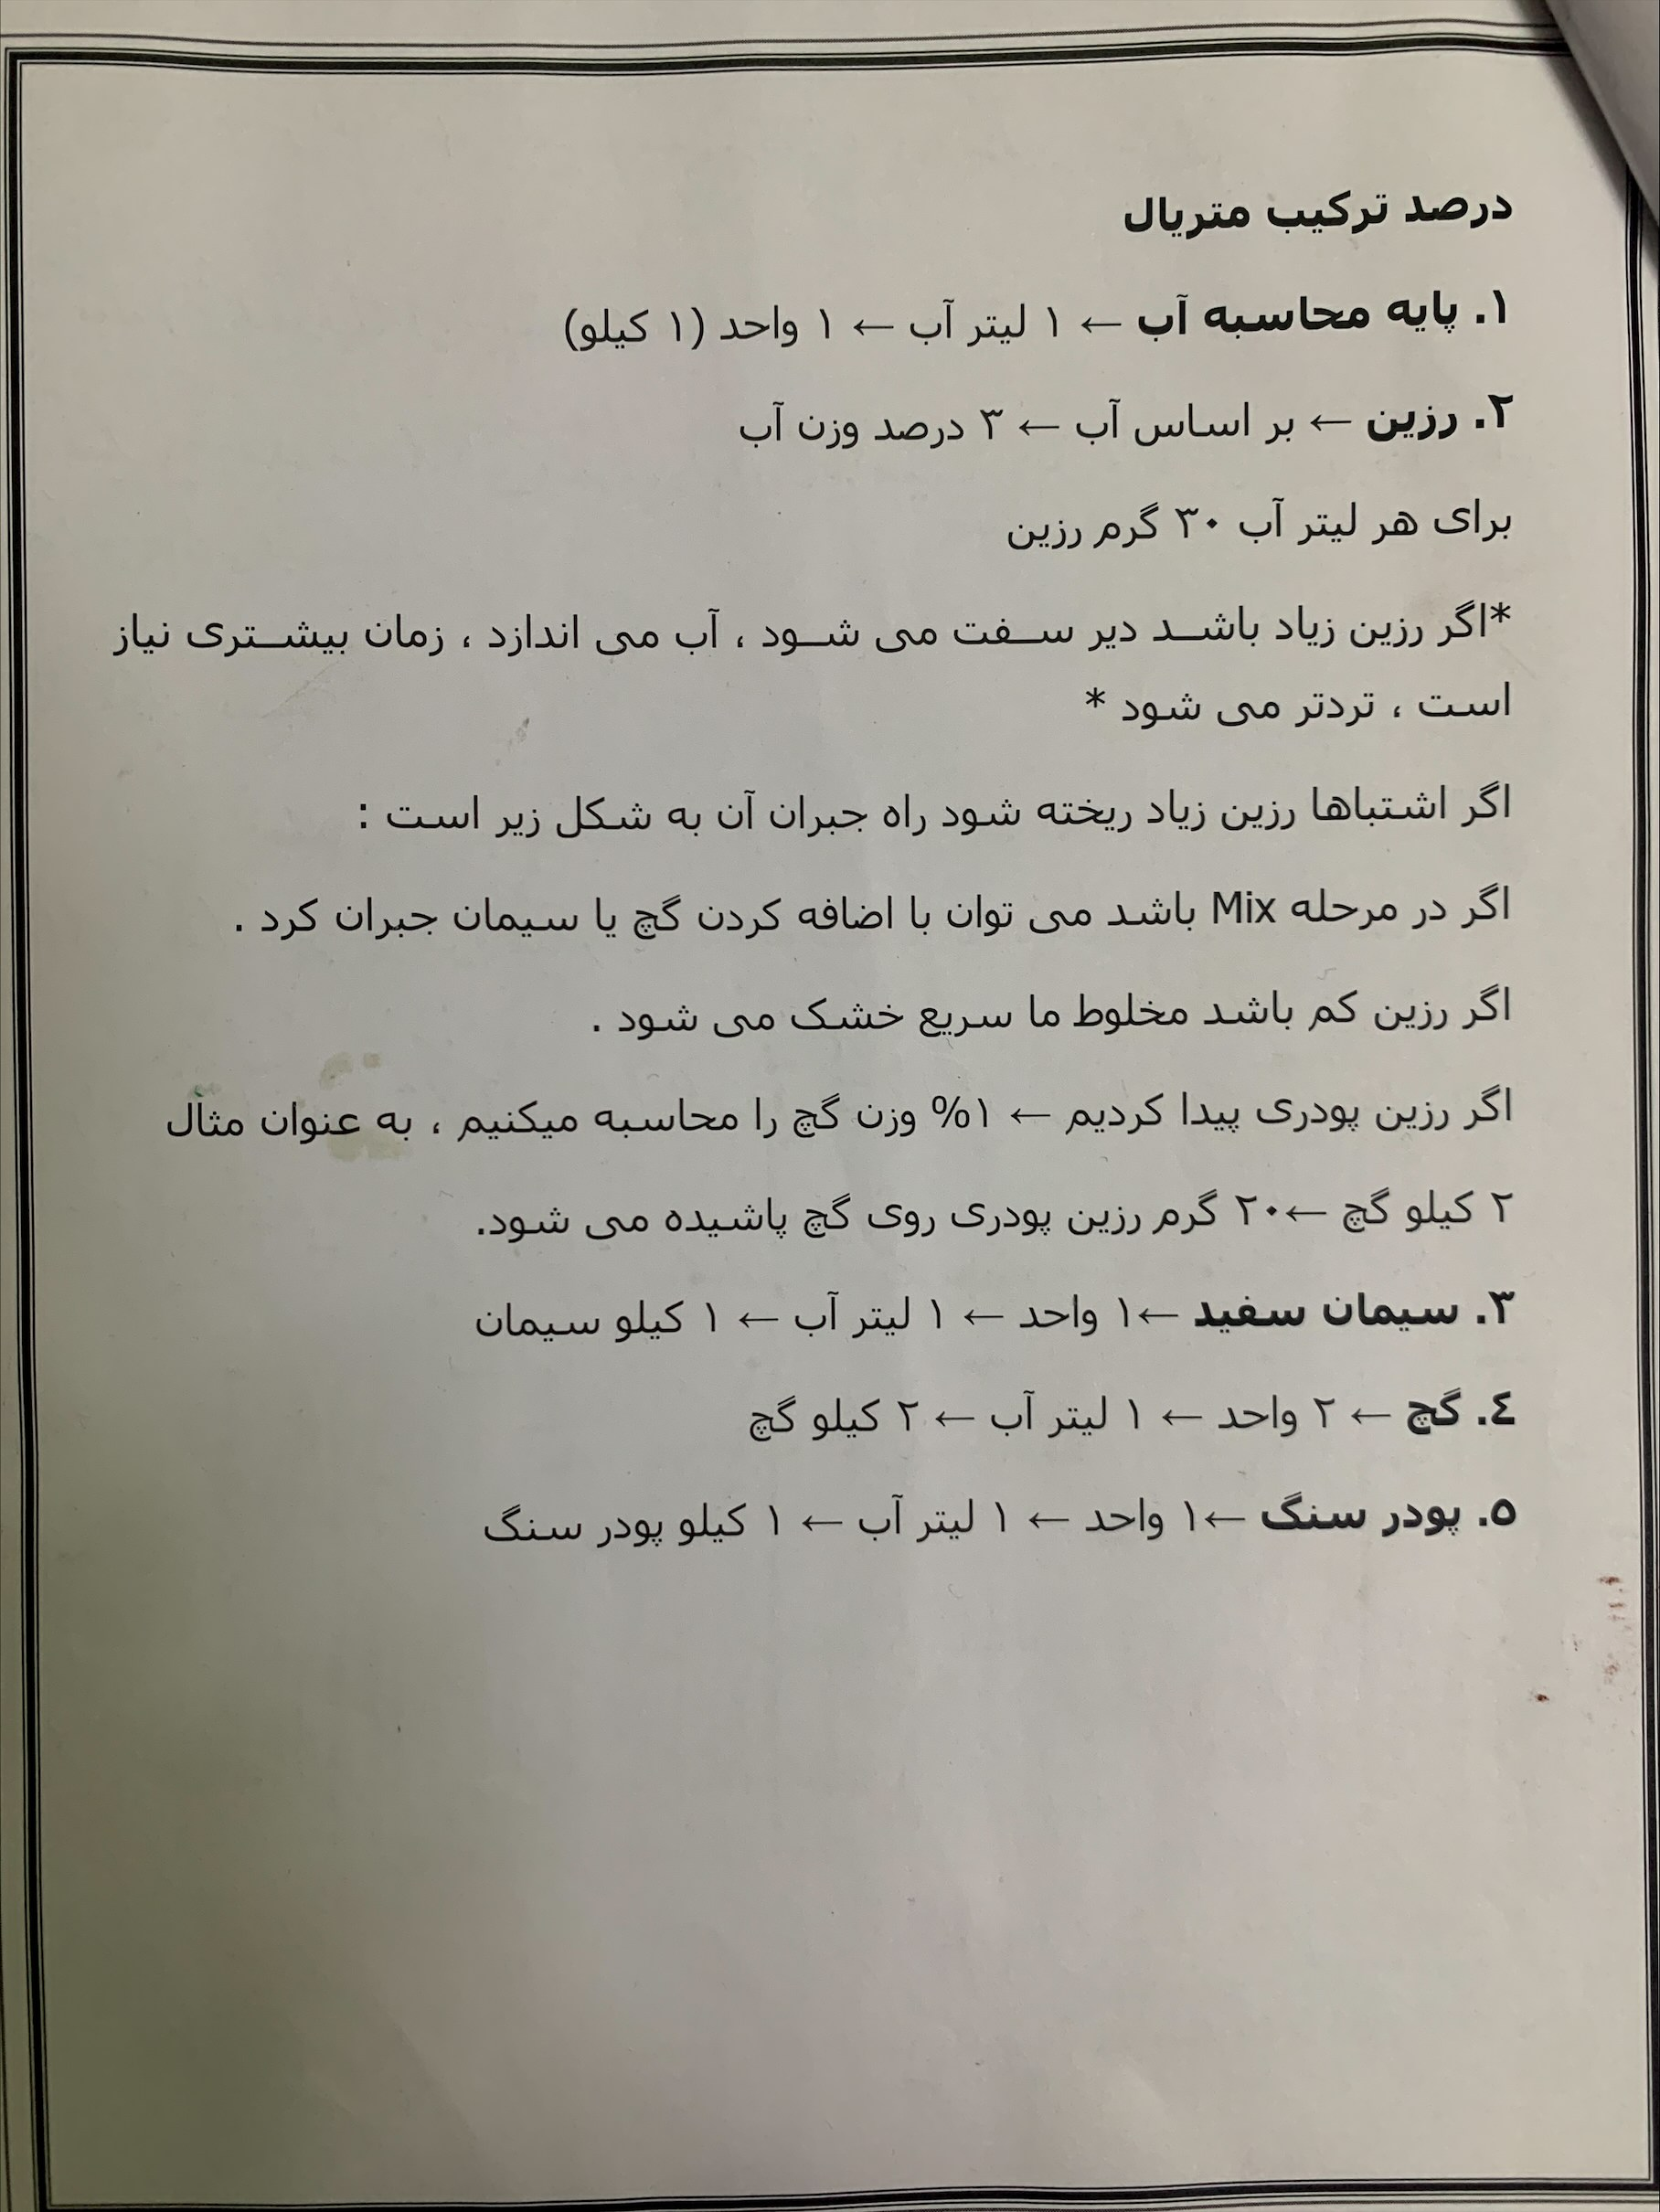 درصد ترکیب متریال
۱. پایه محاسبه آب ← ۱ لیتر آب ← ۱ واحد (۱ کیلو)
۲. رزین ← بر اساس آب ← ۳ درصد وزن آب
برای هر لیتر آب ۳۰ گرم رزین
*اگر رزین زیاد باشد دیر سفت می شود ، آب می اندازد ، زمان بیشتری نیاز
است ، تردتر می شود *
اگر اشتباها رزین زیاد ریخته شود راه جبران آن به شکل زیر است :
اگر در مرحله Mix باشد می توان با اضافه کردن گچ یا سیمان جبران کرد .
اگر رزین کم باشد مخلوط ما سریع خشک می شود .
اگر رزین پودری پیدا کردیم ← ۱% وزن گچ را محاسبه میکنیم ، به عنوان مثال
۲ کیلو گچ ←۲۰ گرم رزین پودری روی گچ پاشیده می شود.
۳. سیمان سفید ←۱ واحد ← ۱ لیتر آب ← ۱ کیلو سیمان
٤. گچ ← ۲ واحد ← ۱ لیتر آب ← ۲ کیلو گچ
۵. پودر سنگ ←۱ واحد ← ۱ لیتر آب ← ۱ کیلو پودر سنگ